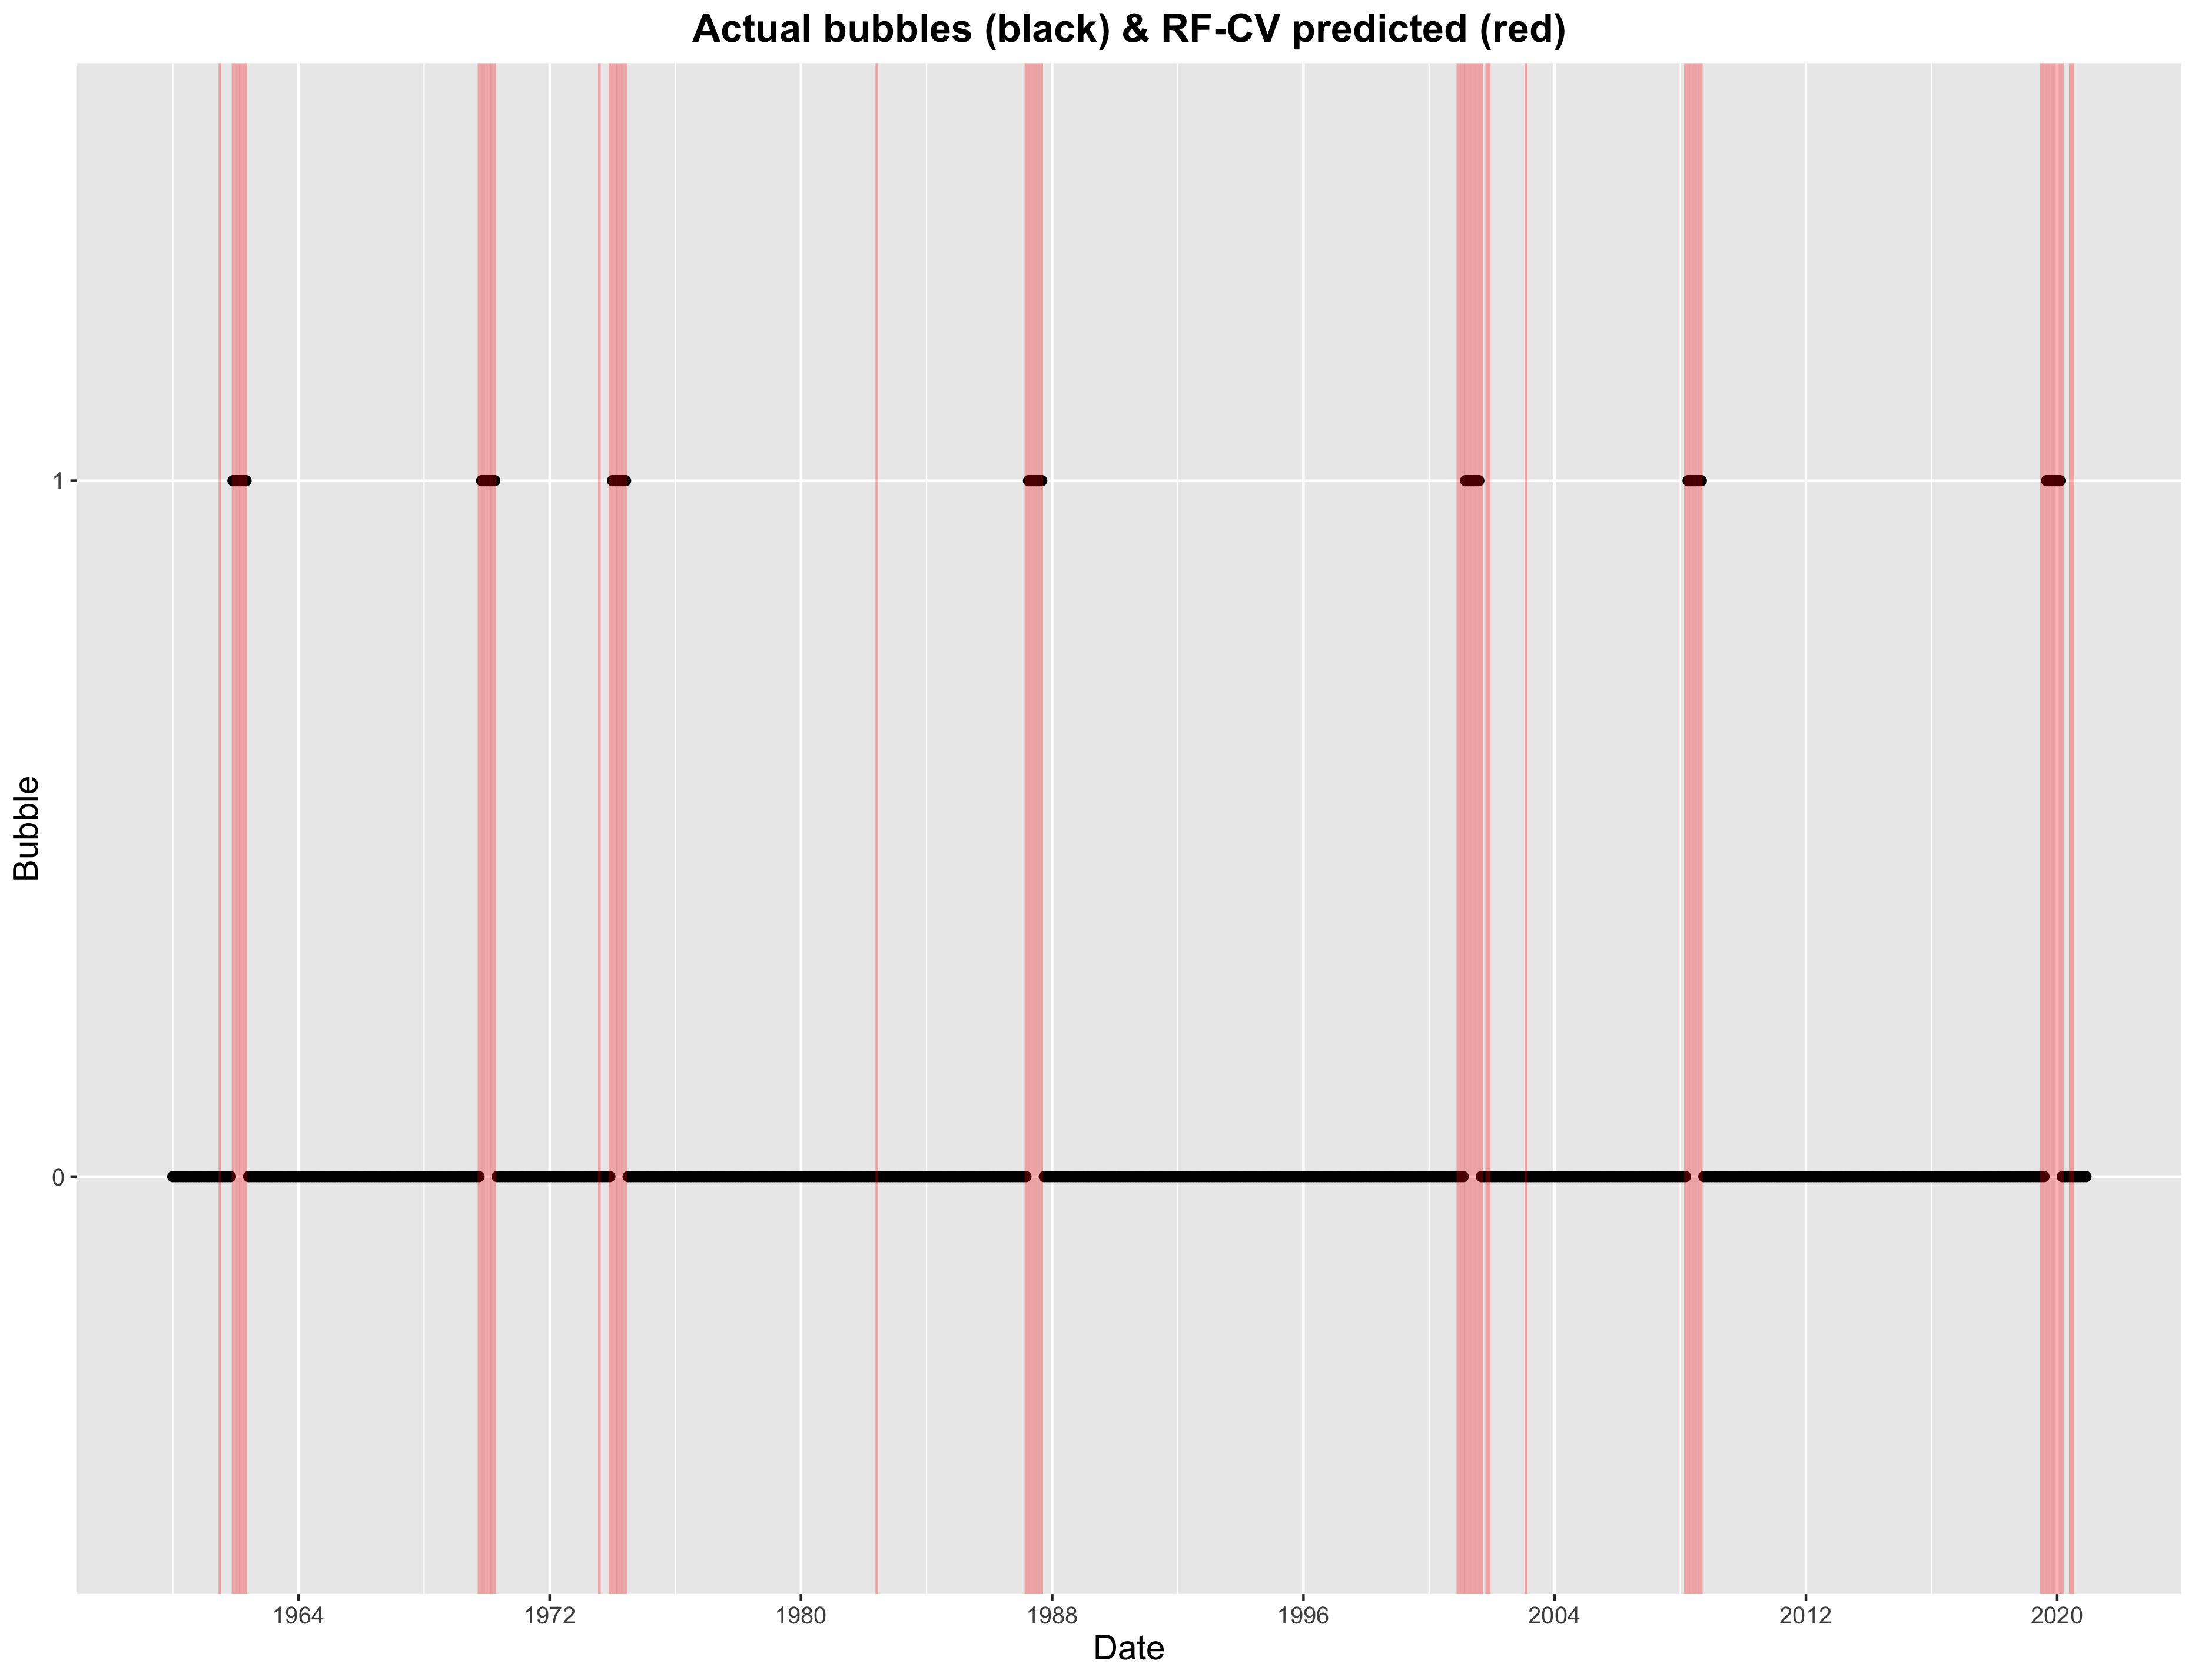 Actual bubbles (black) & RF-CV predicted (red)
Bubble
1
0
1964 1972 1980 1988 1996 2004 2012 2020
Date